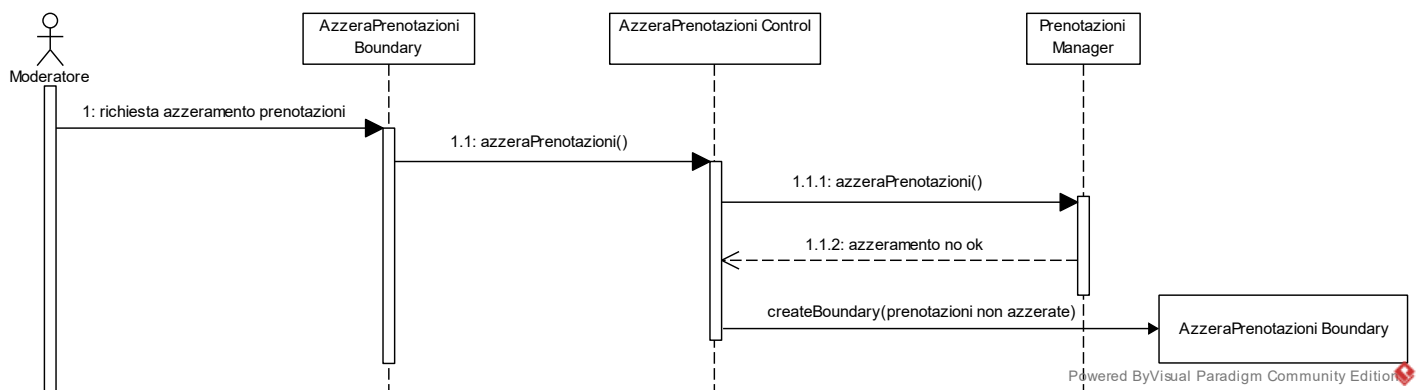 AzzeraPrenotazioni
Boundary
AzzeraPrenotazioni Control
Prenotazioni
Manager
Moderatore
1: richiesta azzeramento prenotazioni
1.1: azzeraPrenotazioni()
1.1.1: azzeraPrenotazioni()
1.1.2: azzeramento no ok
createBoundary(prenotazioni non azzerate)
AzzeraPrenotazioni Boundary
Powered ByVisual Paradigm Community Edition